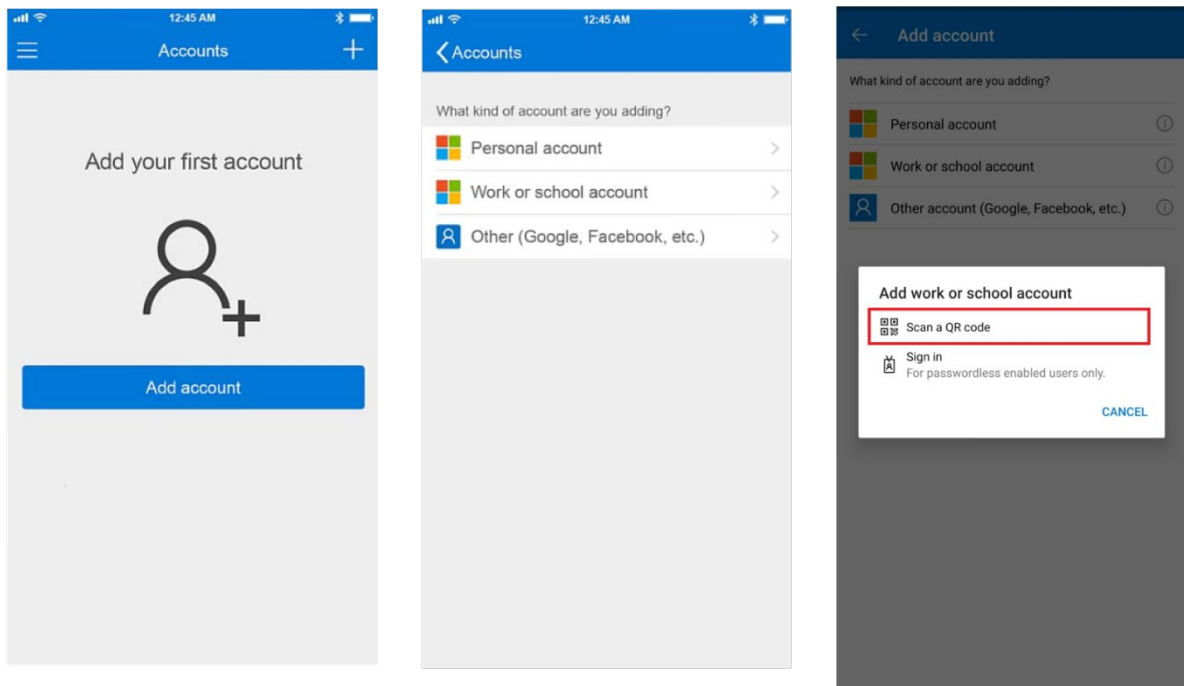 12:45 AM
Accounts
Add your first account
Add account
12:45 AM
Accounts
What kind of account are you adding?
Personal account
Work or school account
Other (Google, Facebook, etc.)
Add account
What kind of account are you adding?
Personal account
Work or school account
Other account (Google, Facebook, etc.)
Add work or school account
Scan a QR code
Sign in
For passwordless enabled users only.
CANCEL